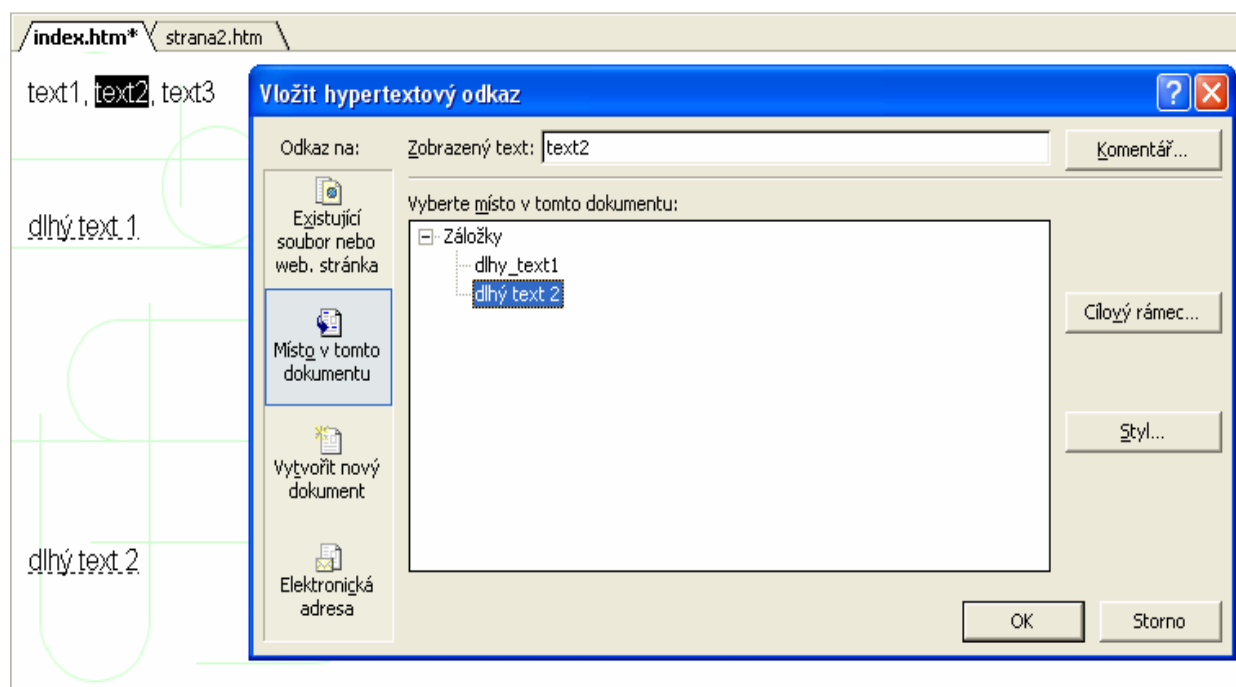 index.htm* strana2.htm
text1, text2, text3
Vložit hypertextový odkaz
Odkaz na:
Zobrazený text: text2
Komentář...
Existující
soubor nebo
web. stránka
Místo v tomto
dokumentu
Vytvořit nový
dokument
Elektronická
adresa
Vyberte místo v tomto dokumentu:
Záložky
dlhy_text1
dlhý text 2
Cílový rámec...
Styl...
OK
Storno
dlhý text 1
dlhý text 2